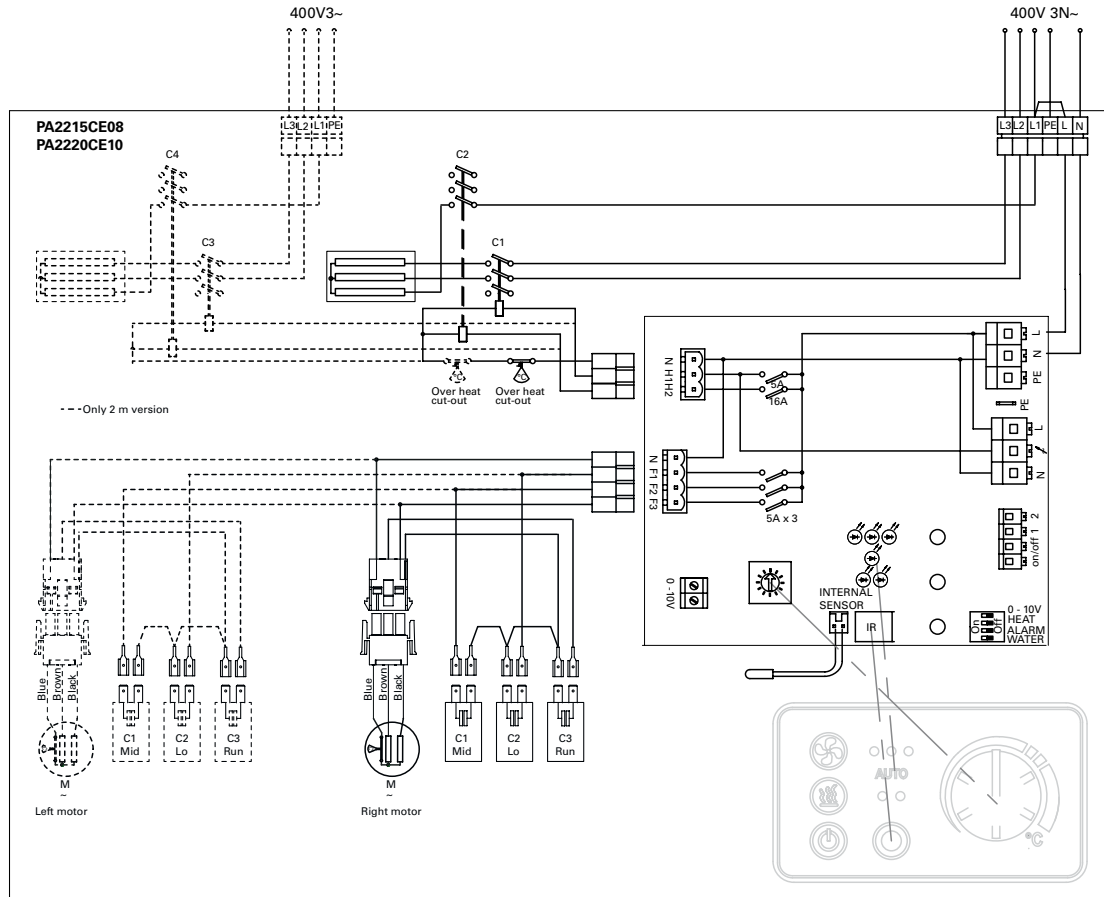 400V3~
400V 3N~
PA2215CE08
PA2220CE10
L3 L2 L1 PE
L3 L2 L1 PE L N
C4
C2
C3
C1
°C
°C
Over heat
cut-out
Over heat
cut-out
--- Only 2 m version
N H1 H2
5A
16A
L
N
PE
PE
L
N
N F1 F2 F3
5A x 3
on/off 1 2
0 -10V
INTERNAL
SENSOR
IR
On
Off
0 - 10V
HEAT
ALARM
WATER
Blue
Brown
Black
C1
Mid
C2
Lo
C3
Run
M
~
Left motor
Blue
Brown
Black
C1
Mid
C2
Lo
C3
Run
M
~
Right motor
AUTO
°C